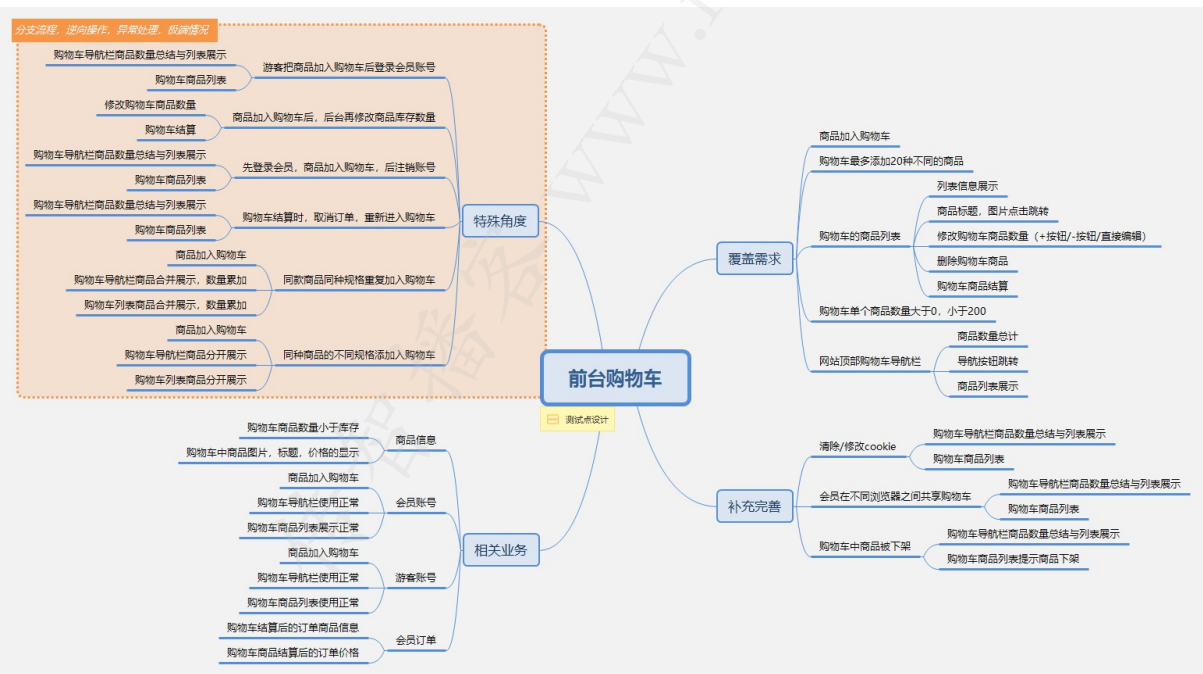 前台购物车
测试点设计
覆盖需求
商品加入购物车
购物车最多添加20种不同的商品
购物车的商品列表
列表信息展示
商品标题，图片点击跳转
修改购物车商品数量（+按钮/-按钮/直接编辑）
删除购物车商品
购物车商品结算
购物车单个商品数量大于0，小于200
网站顶部购物车导航栏
商品数量总计
导航按钮跳转
商品列表展示
补充完善
清除/修改cookie
购物车导航栏商品数量总结与列表展示
购物车商品列表
会员在不同浏览器之间共享购物车
购物车导航栏商品数量总结与列表展示
购物车商品列表
购物车中商品被下架
购物车导航栏商品数量总结与列表展示
购物车商品列表提示商品下架
分支流程，逆向操作，异常处理，极端情况
特殊角度
游客把商品加入购物车后登录会员账号
购物车导航栏商品数量总结与列表展示
购物车商品列表
商品加入购物车后，后台再修改商品库存数量
修改购物车商品数量
购物车结算
先登录会员，商品加入购物车，后注销账号
购物车导航栏商品数量总结与列表展示
购物车商品列表
购物车结算时，取消订单，重新进入购物车
购物车导航栏商品数量总结与列表展示
购物车商品列表
同款商品同种规格重复加入购物车
商品加入购物车
购物车导航栏商品合并展示，数量累加
购物车列表商品合并展示，数量累加
同种商品的不同规格添加入购物车
商品加入购物车
购物车导航栏商品分开展示
购物车列表商品分开展示
相关业务
商品信息
购物车商品数量小于库存
购物车中商品图片，标题，价格的显示
会员账号
商品加入购物车
购物车导航栏使用正常
购物车商品列表展示正常
游客账号
商品加入购物车
购物车导航栏使用正常
购物车商品列表使用正常
会员订单
购物车结算后的订单商品信息
购物车商品结算后的订单价格